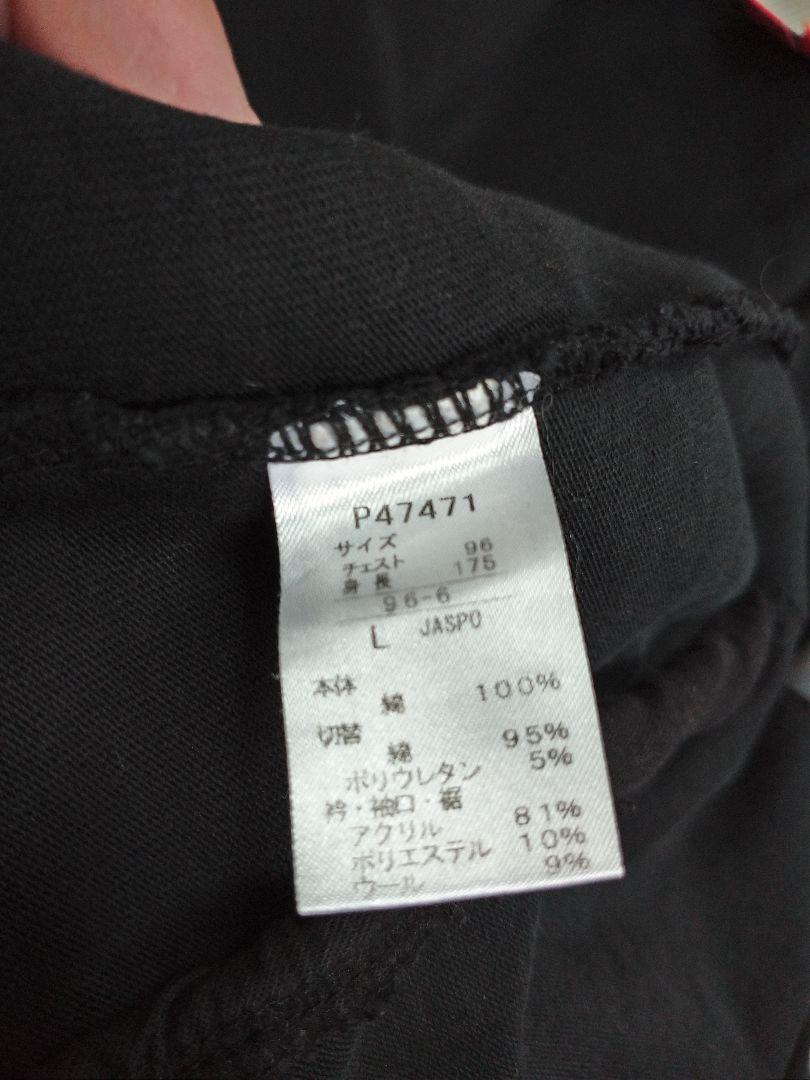 P47471
サイズ
チェスト 96
身長 175
96-6
L JASPO
本体
綿 100%
切替
綿 95%
ポリウレタン 5%
衿・袖口・裾
アクリル 81%
ポリエステル 10%
ウール 9%